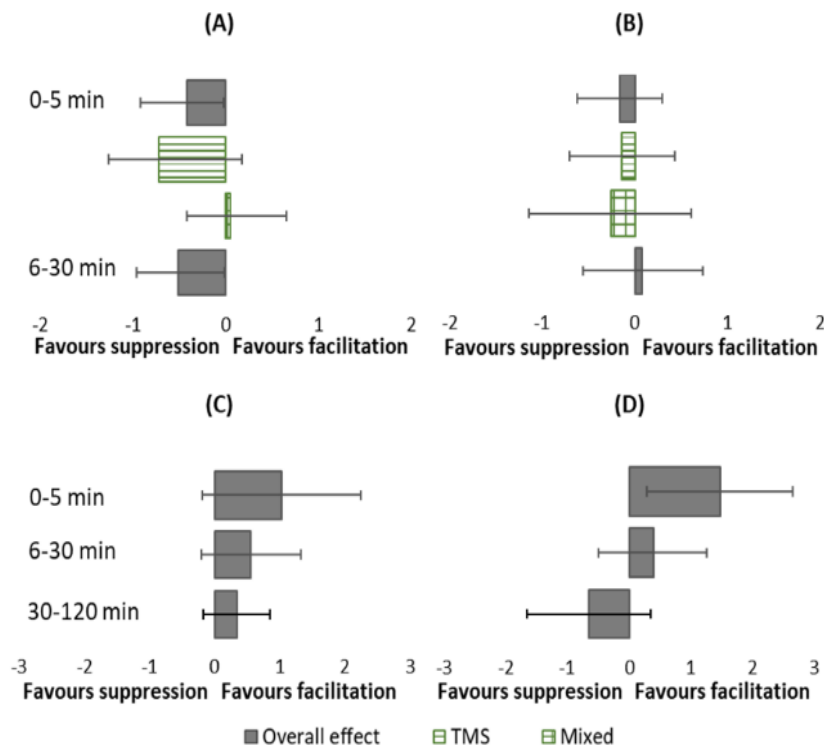 (A) (B)
0-5 min
6-30 min
-2 -1 0 1 2 -2 -1 0 1 2
Favours suppression Favours facilitation Favours suppression Favours facilitation
(C) (D)
0-5 min
6-30 min
30-120 min
-3 -2 -1 0 1 2 3 -3 -2 -1 0 1 2 3
Favours suppression Favours facilitation Favours suppression Favours facilitation
Overall effect TMS Mixed